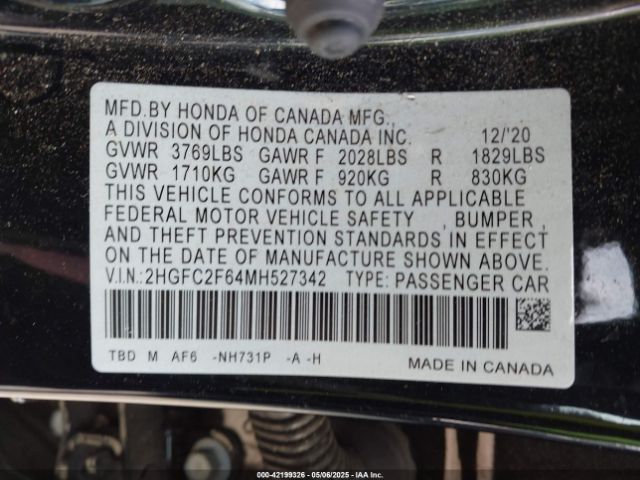 MFD.BY HONDA OF CANADA MFG.,
A DIVISION OF HONDA CANADA INC. 12/'20
GVWR 3769LBS GAWR F 2028LBS R 1829LBS
GVWR 1710KG GAWR F 920KG R 830KG
THIS VEHICLE CONFORMS TO ALL APPLICABLE
FEDERAL MOTOR VEHICLE SAFETY , BUMPER ,
AND THEFT PREVENTION STANDARDS IN EFFECT
ON THE DATE OF MANUFACTURE SHOWN ABOVE.
V.I.N.:2HGFC2F64MH527342 TYPE: PASSENGER CAR
TBD M AF6 -NH731P -A -H
MADE IN CANADA
000-42199326 - 05/06/2025 - IAA Inc.